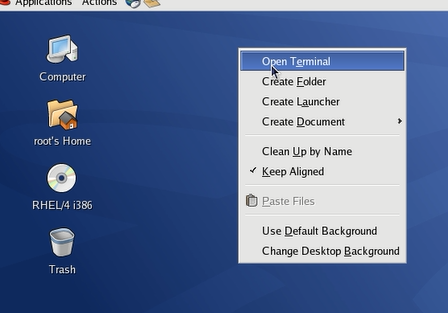 Applications Actions
Computer
root's Home
RHEL/4 i386
Trash
Open Terminal
Create Folder
Create Launcher
Create Document
Clean Up by Name
Keep Aligned
Paste Files
Use Default Background
Change Desktop Background